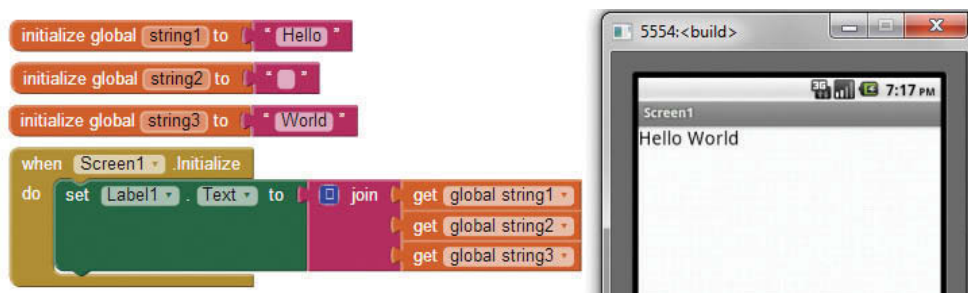 initialize global string1 to " Hello "
initialize global string2 to " "
initialize global string3 to " World "
when Screen1 .Initialize
do set Label1 . Text to join get global string1
get global string2
get global string3
5554:<build>
3G 7:17 PM
Screen1
Hello World